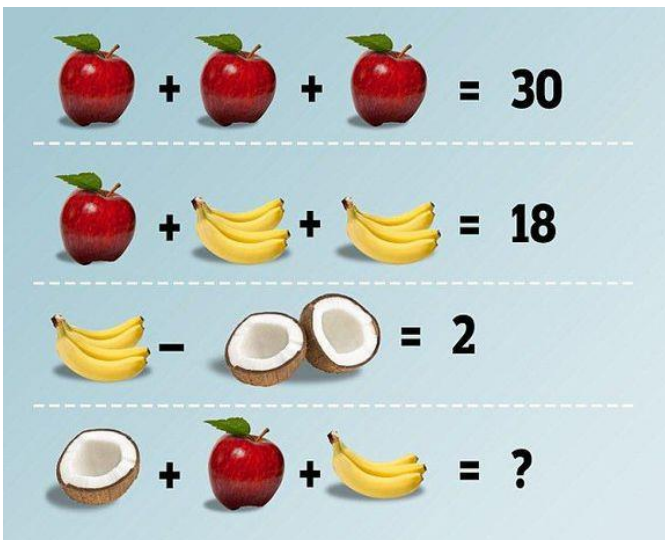 + + = 30
+ + = 18
− = 2
+ + = ?